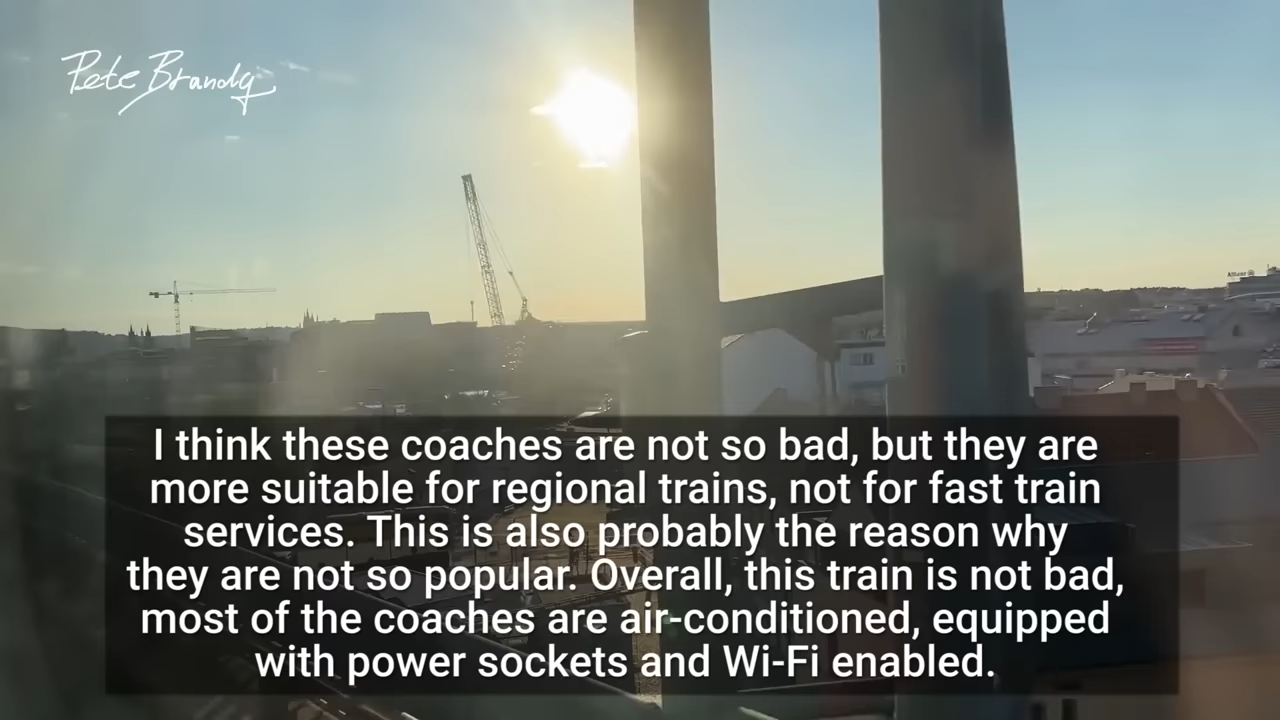 Pete Brandy
I think these coaches are not so bad, but they are
more suitable for regional trains, not for fast train
services. This is also probably the reason why
they are not so popular. Overall, this train is not bad,
most of the coaches are air-conditioned, equipped
with power sockets and Wi-Fi enabled.
Allianz